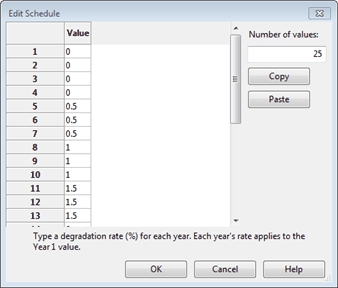 Edit Schedule
Value
Number of values:
25
Copy
Paste
1 0
2 0
3 0
4 0
5 0.5
6 0.5
7 0.5
8 1
9 1
10 1
11 1.5
12 1.5
13 1.5
Type a degradation rate (%) for each year. Each year's rate applies to the
Year 1 value.
OK
Cancel
Help